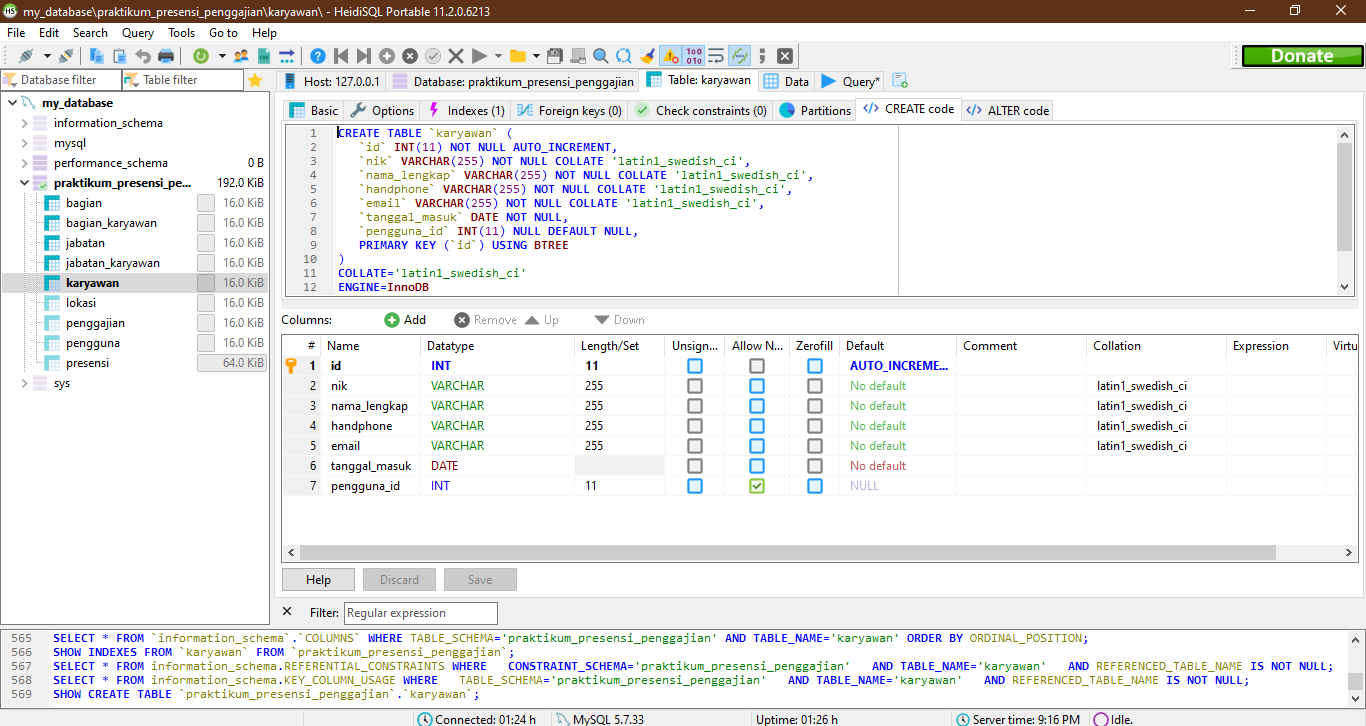 my_database\praktikum_presensi_penggajian\karyawan\ - HeidiSQL Portable 11.2.0.6213
File Edit Search Query Tools Go to Help
Donate
Database filter Table filter
Host: 127.0.0.1 Database: praktikum_presensi_penggajian Table: karyawan Data Query*
my_database
information_schema
mysql
performance_schema 0 B
praktikum_presensi_pe... 192.0 KiB
bagian 16.0 KiB
bagian_karyawan 16.0 KiB
jabatan 16.0 KiB
jabatan_karyawan 16.0 KiB
karyawan 16.0 KiB
lokasi 16.0 KiB
penggajian 16.0 KiB
pengguna 16.0 KiB
presensi 64.0 KiB
sys
Basic Options Indexes (1) Foreign keys (0) Check constraints (0) Partitions CREATE code ALTER code
1 CREATE TABLE `karyawan` (
2 `id` INT(11) NOT NULL AUTO_INCREMENT,
3 `nik` VARCHAR(255) NOT NULL COLLATE 'latin1_swedish_ci',
4 `nama_lengkap` VARCHAR(255) NOT NULL COLLATE 'latin1_swedish_ci',
5 `handphone` VARCHAR(255) NOT NULL COLLATE 'latin1_swedish_ci',
6 `email` VARCHAR(255) NOT NULL COLLATE 'latin1_swedish_ci',
7 `tanggal_masuk` DATE NOT NULL,
8 `pengguna_id` INT(11) NULL DEFAULT NULL,
9 PRIMARY KEY (`id`) USING BTREE
10 )
11 COLLATE='latin1_swedish_ci'
12 ENGINE=InnoDB
Columns: Add Remove Up Down
# Name Datatype Length/Set Unsign... Allow N... Zerofill Default Comment Collation Expression Virtu
1 id INT 11 AUTO_INCREME...
2 nik VARCHAR 255 No default latin1_swedish_ci
3 nama_lengkap VARCHAR 255 No default latin1_swedish_ci
4 handphone VARCHAR 255 No default latin1_swedish_ci
5 email VARCHAR 255 No default latin1_swedish_ci
6 tanggal_masuk DATE No default
7 pengguna_id INT 11 NULL
Help Discard Save
Filter: Regular expression
565 SELECT * FROM `information_schema`.`COLUMNS` WHERE TABLE_SCHEMA='praktikum_presensi_penggajian' AND TABLE_NAME='karyawan' ORDER BY ORDINAL_POSITION;
566 SHOW INDEXES FROM `karyawan` FROM `praktikum_presensi_penggajian`;
567 SELECT * FROM information_schema.REFERENTIAL_CONSTRAINTS WHERE CONSTRAINT_SCHEMA='praktikum_presensi_penggajian' AND TABLE_NAME='karyawan' AND REFERENCED_TABLE_NAME IS NOT NULL;
568 SELECT * FROM information_schema.KEY_COLUMN_USAGE WHERE TABLE_SCHEMA='praktikum_presensi_penggajian' AND TABLE_NAME='karyawan' AND REFERENCED_TABLE_NAME IS NOT NULL;
569 SHOW CREATE TABLE `praktikum_presensi_penggajian`.`karyawan`;
Connected: 01:24 h MySQL 5.7.33 Uptime: 01:26 h Server time: 9:16 PM Idle.